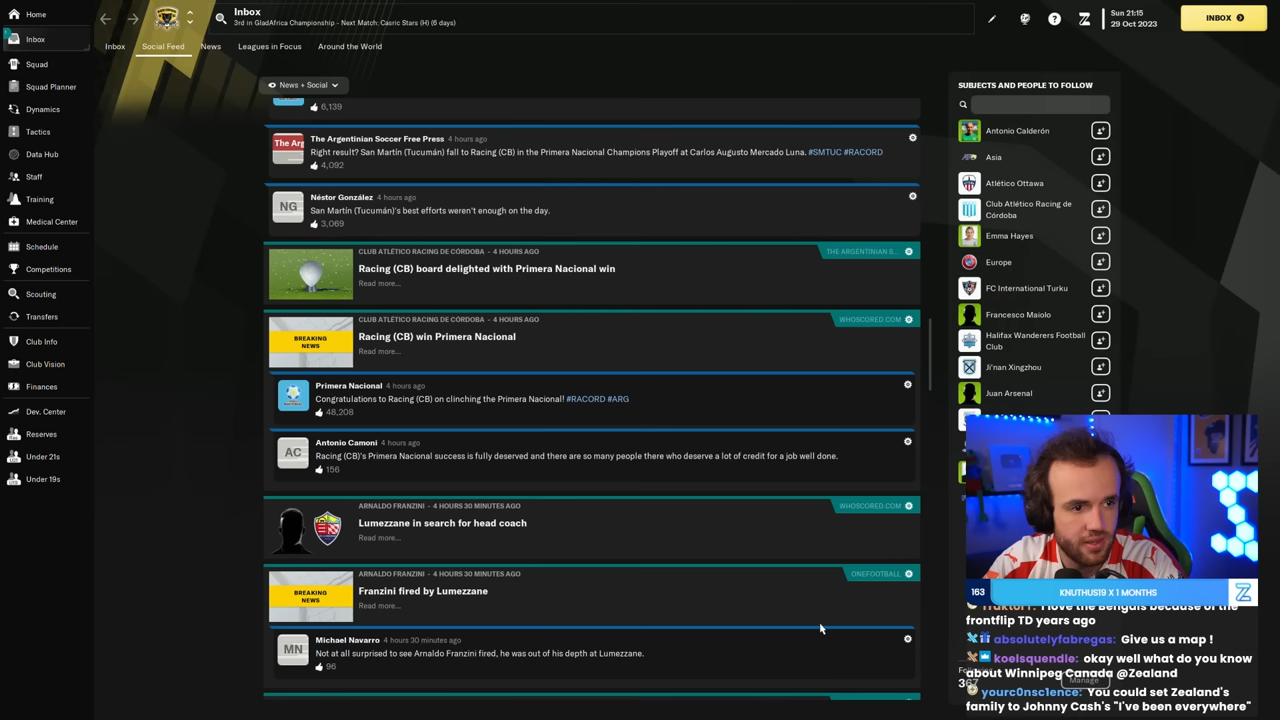 Home
Inbox
Squad
Squad Planner
Dynamics
Tactics
Data Hub
Staff
Training
Medical Center
Schedule
Competitions
Scouting
Transfers
Club Info
Club Vision
Finances
Dev. Center
Reserves
Under 21s
Under 19s
Inbox
3rd in GladAfrica Championship - Next Match: Casric Stars (H) (6 days)
Sun 21:15
29 Oct 2023
INBOX
Inbox
Social Feed
News
Leagues in Focus
Around the World
News + Social
6,139
The Arg
The Argentinian Soccer Free Press 4 hours ago
Right result? San Martín (Tucumán) fall to Racing (CB) in the Primera Nacional Champions Playoff at Carlos Augusto Mercado Luna. #SMTUC #RACORD
4,092
NG
Néstor González 4 hours ago
San Martín (Tucumán)'s best efforts weren't enough on the day.
3,069
CLUB ATLÉTICO RACING DE CÓRDOBA - 4 HOURS AGO
THE ARGENTINIAN S...
Racing (CB) board delighted with Primera Nacional win
Read more...
CLUB ATLÉTICO RACING DE CÓRDOBA - 4 HOURS AGO
WHOSCORED.COM
BREAKING
NEWS
Racing (CB) win Primera Nacional
Read more...
Primera Nacional 4 hours ago
Congratulations to Racing (CB) on clinching the Primera Nacional! #RACORD #ARG
48,208
AC
Antonio Camoni 4 hours ago
Racing (CB)'s Primera Nacional success is fully deserved and there are so many people there who deserve a lot of credit for a job well done.
156
ARNALDO FRANZINI - 4 HOURS 30 MINUTES AGO
WHOSCORED.COM
Lumezzane in search for head coach
Read more...
ARNALDO FRANZINI - 4 HOURS 30 MINUTES AGO
ONEFOOTBALL
BREAKING
NEWS
Franzini fired by Lumezzane
Read more...
MN
Michael Navarro 4 hours 30 minutes ago
Not at all surprised to see Arnaldo Franzini fired, he was out of his depth at Lumezzane.
96
SUBJECTS AND PEOPLE TO FOLLOW
Antonio Calderón
Asia
Atlético Ottawa
Club Atlético Racing de
Córdoba
Emma Hayes
Europe
FC International Turku
Francesco Maiolo
Halifax Wanderers Football
Club
Ji'nan Xingzhou
Juan Arsenal
163
KNUTHUS19 X 1 MONTHS
I love the Bengals because of the
frontflip TD years ago
absolutelyfabregas: Give us a map !
koelsquendie: okay well what do you know
about Winnipeg Canada @Zealand
367
Manage
yourc0nsc1ence: You could set Zealand's
family to Johnny Cash's "I've been everywhere"